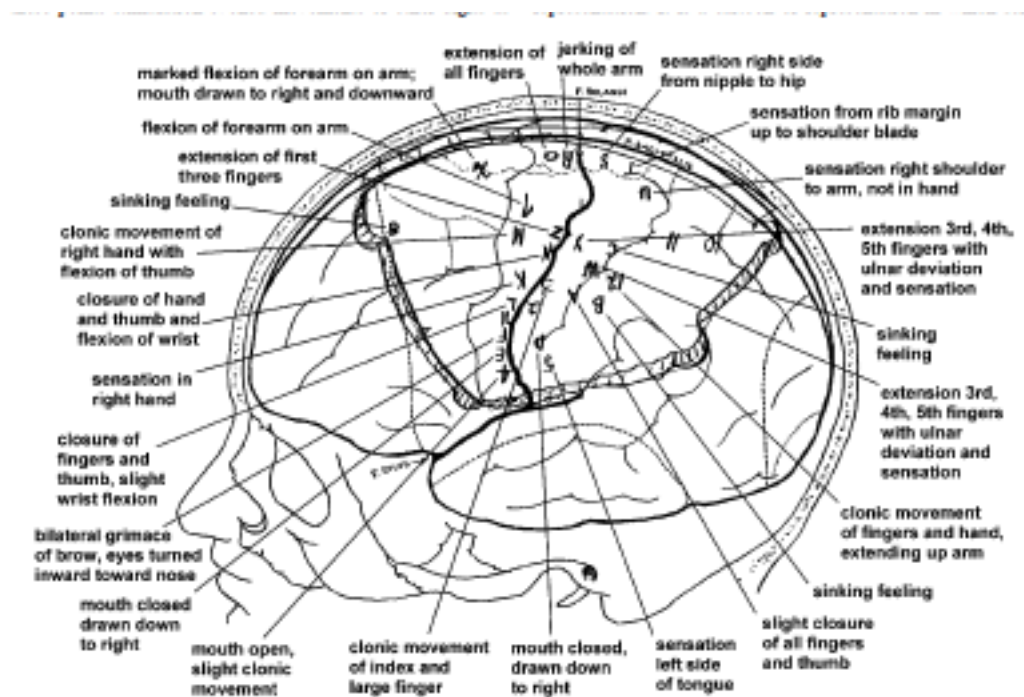 extension of
all fingers
jerking of
whole arm
sensation right side
from nipple to hip
marked flexion of forearm on arm;
mouth drawn to right and downward
sensation from rib margin
up to shoulder blade
flexion of forearm on arm
extension of first
three fingers
sensation right shoulder
to arm, not in hand
sinking feeling
clonic movement of
right hand with
flexion of thumb
extension 3rd, 4th,
5th fingers with
ulnar deviation
and sensation
closure of hand
and thumb and
flexion of wrist
sinking
feeling
sensation in
right hand
extension 3rd,
4th, 5th fingers
with ulnar
deviation and
sensation
closure of
fingers and
thumb, slight
wrist flexion
clonic movement
of fingers and hand,
extending up arm
bilateral grimace
of brow, eyes turned
inward toward nose
sinking feeling
mouth closed
drawn down
to right
slight closure
of all fingers
and thumb
mouth open,
slight clonic
movement
clonic movement
of index and
large finger
mouth closed,
drawn down
to right
sensation
left side
of tongue